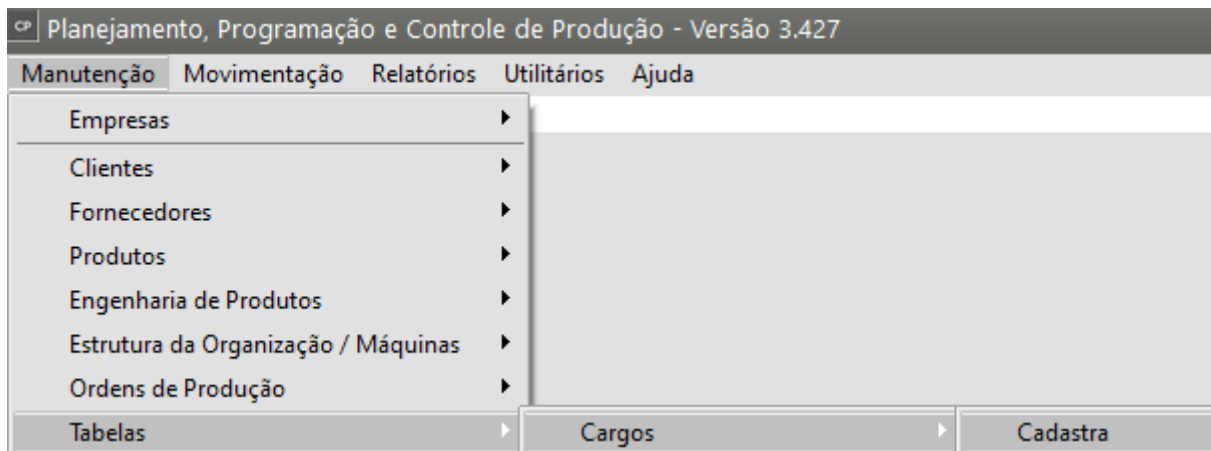 CP Planejamento, Programação e Controle de Produção - Versão 3.427
Manutenção Movimentação Relatórios Utilitários Ajuda
Empresas
Clientes
Fornecedores
Produtos
Engenharia de Produtos
Estrutura da Organização / Máquinas
Ordens de Produção
Tabelas Cargos Cadastra